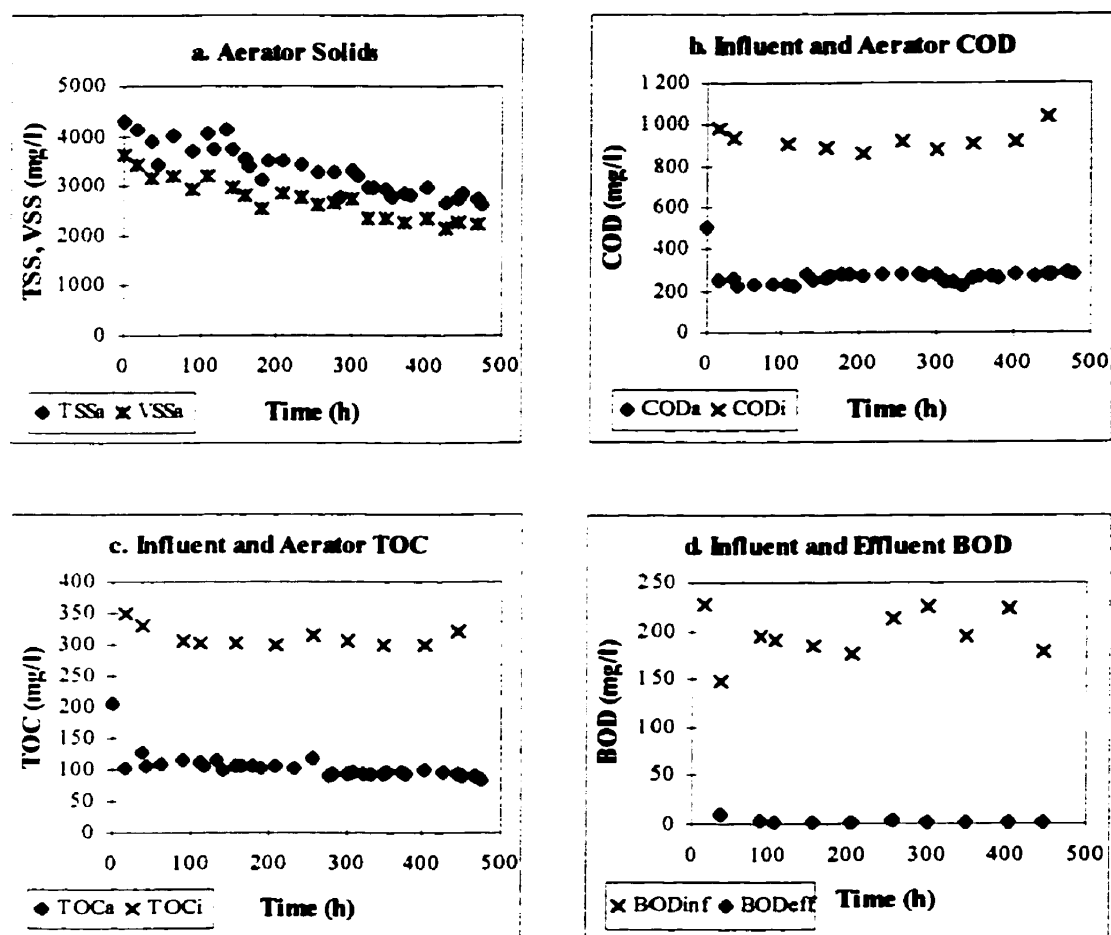 a. Aerator Solids
5000
4000
3000
2000
1000
0
TSS, VSS (mg/l)
0 100 200 300 400 500
TSSa VSSa
Time (h)
b. Influent and Aerator COD
1 200
1 000
800
600
400
200
0
COD (mg/l)
0 100 200 300 400 500
CODa CODi
Time (h)
c. Influent and Aerator TOC
400
350
300
250
200
150
100
50
0
TOC (mg/l)
0 100 200 300 400 500
TOCa TOCi
Time (h)
d. Influent and Effluent BOD
250
200
150
100
50
0
BOD (mg/l)
0 100 200 300 400 500
BODinf BODeff
Time (h)